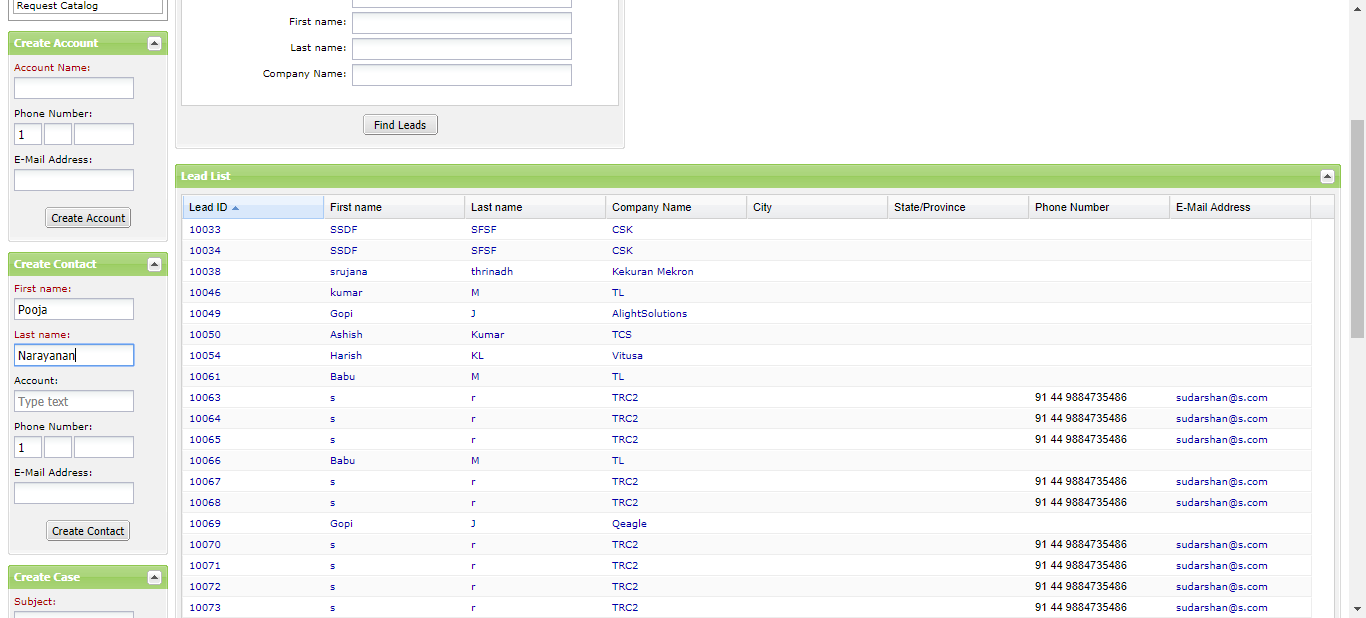 Request Catalog
Create Account
Account Name:
Phone Number:
1
E-Mail Address:
Create Account
Create Contact
First name:
Pooja
Last name:
Narayanan
Account:
Type text
Phone Number:
1
E-Mail Address:
Create Contact
Create Case
Subject:
First name:
Last name:
Company Name:
Find Leads
Lead List
Lead ID First name Last name Company Name City State/Province Phone Number E-Mail Address
10033 SSDF SFSF CSK
10034 SSDF SFSF CSK
10038 srujana thrinadh Kekuran Mekron
10046 kumar M TL
10049 Gopi J AlightSolutions
10050 Ashish Kumar TCS
10054 Harish KL Vitusa
10061 Babu M TL
10063 s r TRC2 91 44 9884735486 sudarshan@s.com
10064 s r TRC2 91 44 9884735486 sudarshan@s.com
10065 s r TRC2 91 44 9884735486 sudarshan@s.com
10066 Babu M TL
10067 s r TRC2 91 44 9884735486 sudarshan@s.com
10068 s r TRC2 91 44 9884735486 sudarshan@s.com
10069 Gopi J Qeagle
10070 s r TRC2 91 44 9884735486 sudarshan@s.com
10071 s r TRC2 91 44 9884735486 sudarshan@s.com
10072 s r TRC2 91 44 9884735486 sudarshan@s.com
10073 s r TRC2 91 44 9884735486 sudarshan@s.com